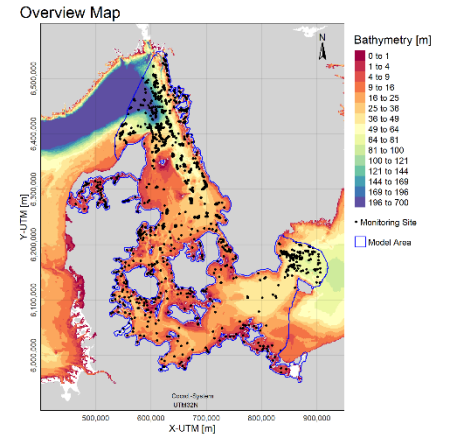 Overview Map
N
Bathymetry [m]
0 to 1
1 to 4
4 to 9
9 to 16
16 to 25
25 to 36
36 to 49
49 to 64
64 to 81
81 to 100
100 to 121
121 to 144
144 to 169
169 to 196
196 to 700
Monitoring Site
Model Area
6,500,000
6,400,000
6,300,000
6,200,000
6,100,000
6,000,000
Y-UTM [m]
Coord.-System
UTM32N
500,000 600,000 700,000 800,000 900,000
X-UTM [m]